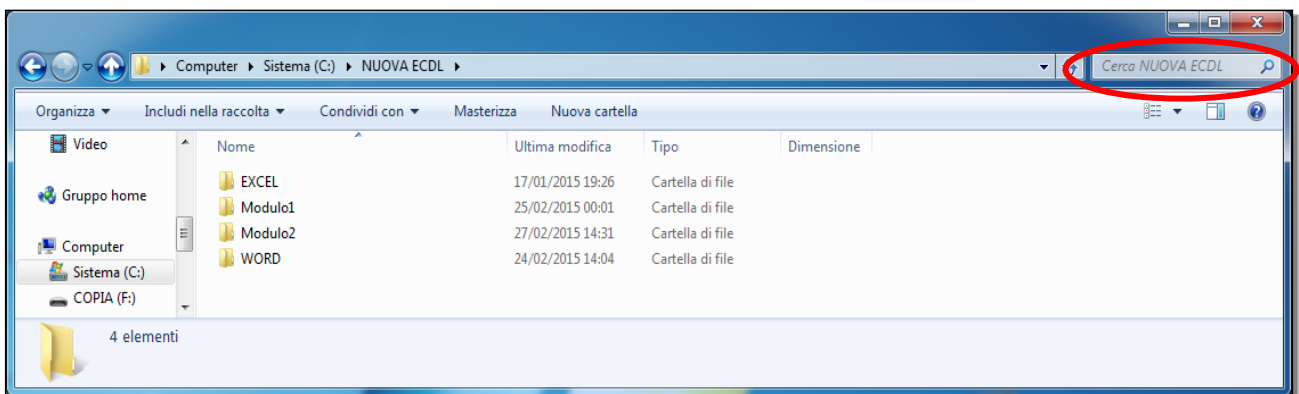 Computer Sistema (C:) NUOVA ECDL Cerca NUOVA ECDL
Organizza Includi nella raccolta Condividi con Masterizza Nuova cartella
Video
Gruppo home
Computer
Sistema (C:)
COPIA (F:)
Nome Ultima modifica Tipo Dimensione
EXCEL 17/01/2015 19:26 Cartella di file
Modulo1 25/02/2015 00:01 Cartella di file
Modulo2 27/02/2015 14:31 Cartella di file
WORD 24/02/2015 14:04 Cartella di file
4 elementi